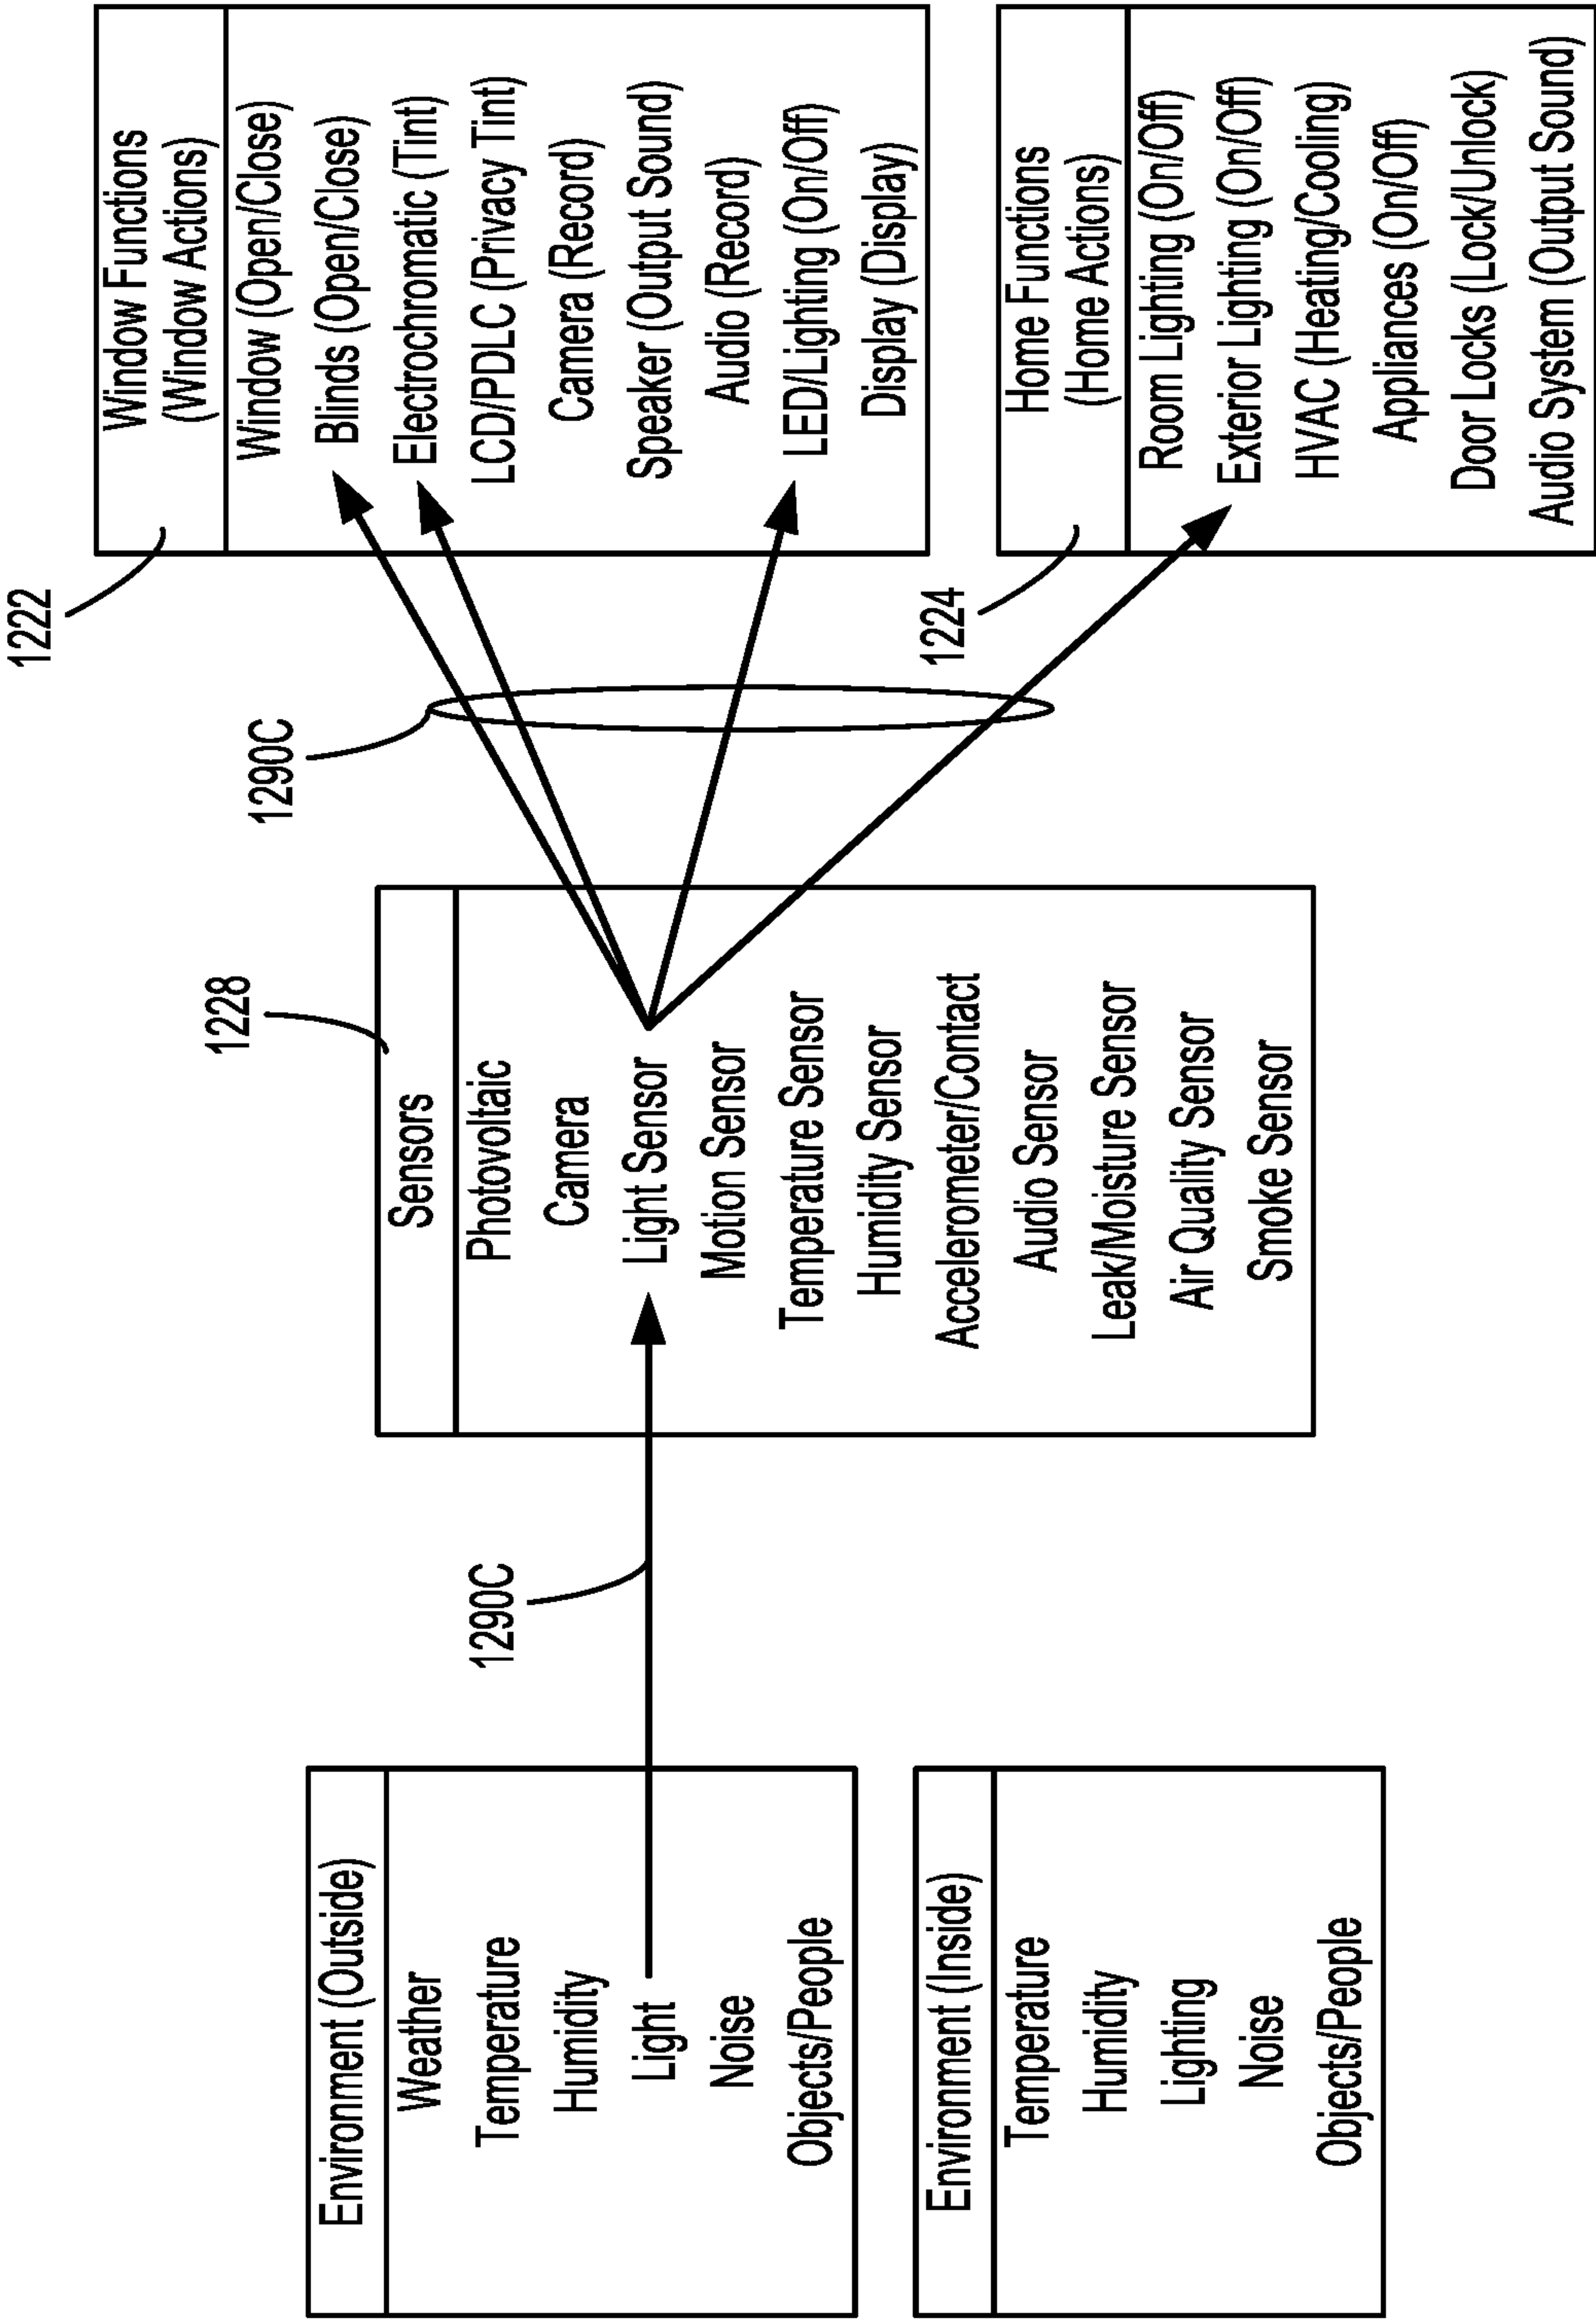 Environment (Outside)
Weather
Temperature
Humidity
Light
Noise
Objects/People
Environment (Inside)
Temperature
Humidity
Lighting
Noise
Objects/People
1290C
1228
Sensors
Photovoltaic
Camera
Light Sensor
Motion Sensor
Temperature Sensor
Humidity Sensor
Accelerometer/Contact
Audio Sensor
Leak/Moisture Sensor
Air Quality Sensor
Smoke Sensor
1290C
1222
Window Functions
(Window Actions)
Window (Open/Close)
Blinds (Open/Close)
Electrochromatic (Tint)
LCD/PDLC (Privacy Tint)
Camera (Record)
Speaker (Output Sound)
Audio (Record)
LED/Lighting (On/Off)
Display (Display)
1224
Home Functions
(Home Actions)
Room Lighting (On/Off)
Exterior Lighting (On/Off)
HVAC (Heating/Cooling)
Appliances (On/Off)
Door Locks (Lock/Unlock)
Audio System (Output Sound)